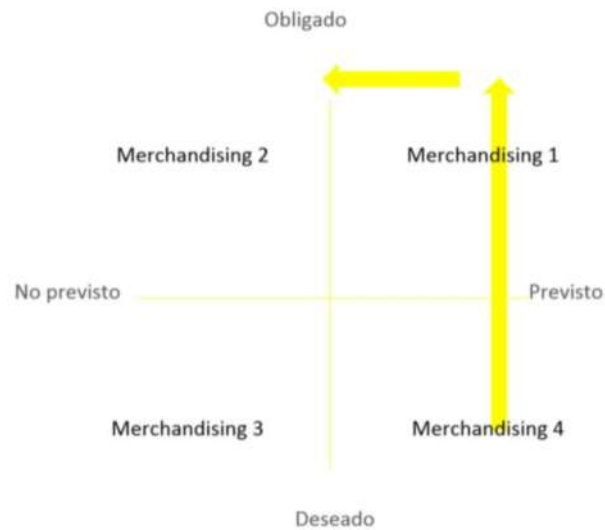 Obligado
Merchandising 2
Merchandising 1
No previsto
Previsto
Merchandising 3
Merchandising 4
Deseado